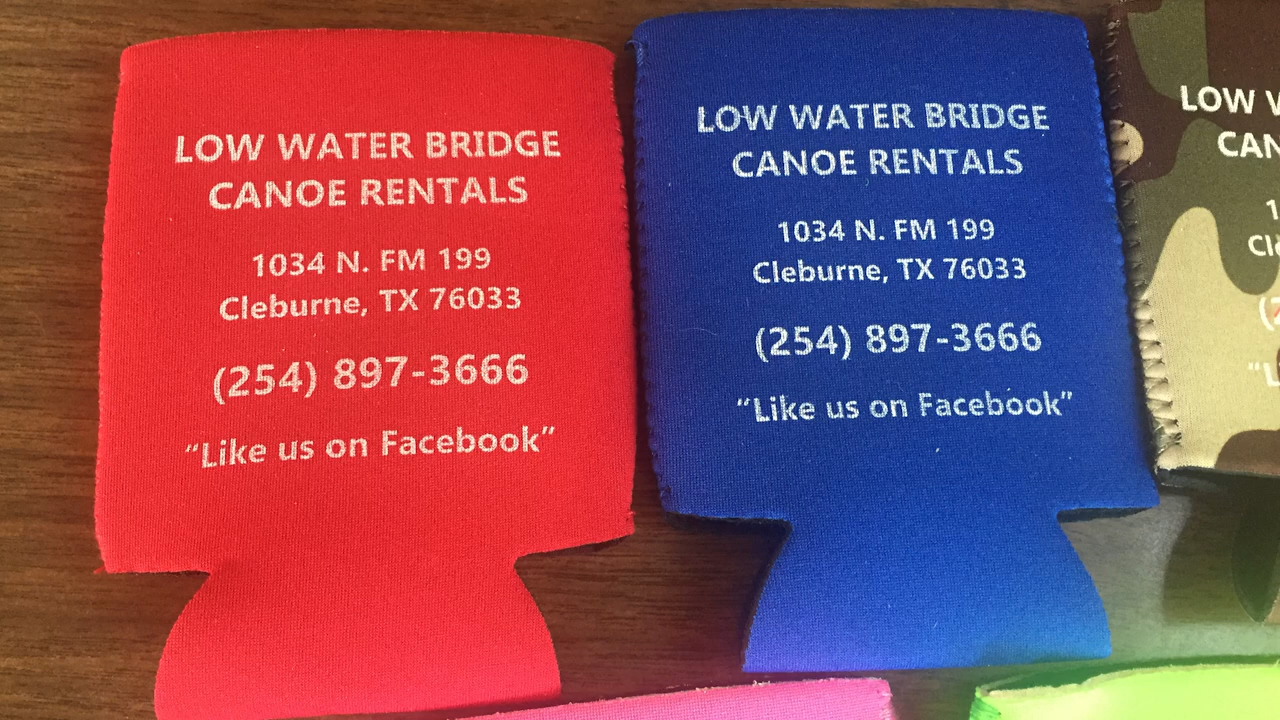 LOW WATER BRIDGE
CANOE RENTALS
1034 N. FM 199
Cleburne, TX 76033
(254) 897-3666
“Like us on Facebook”
LOW WATER BRIDGE
CANOE RENTALS
1034 N. FM 199
Cleburne, TX 76033
(254) 897-3666
“Like us on Facebook”
LOW